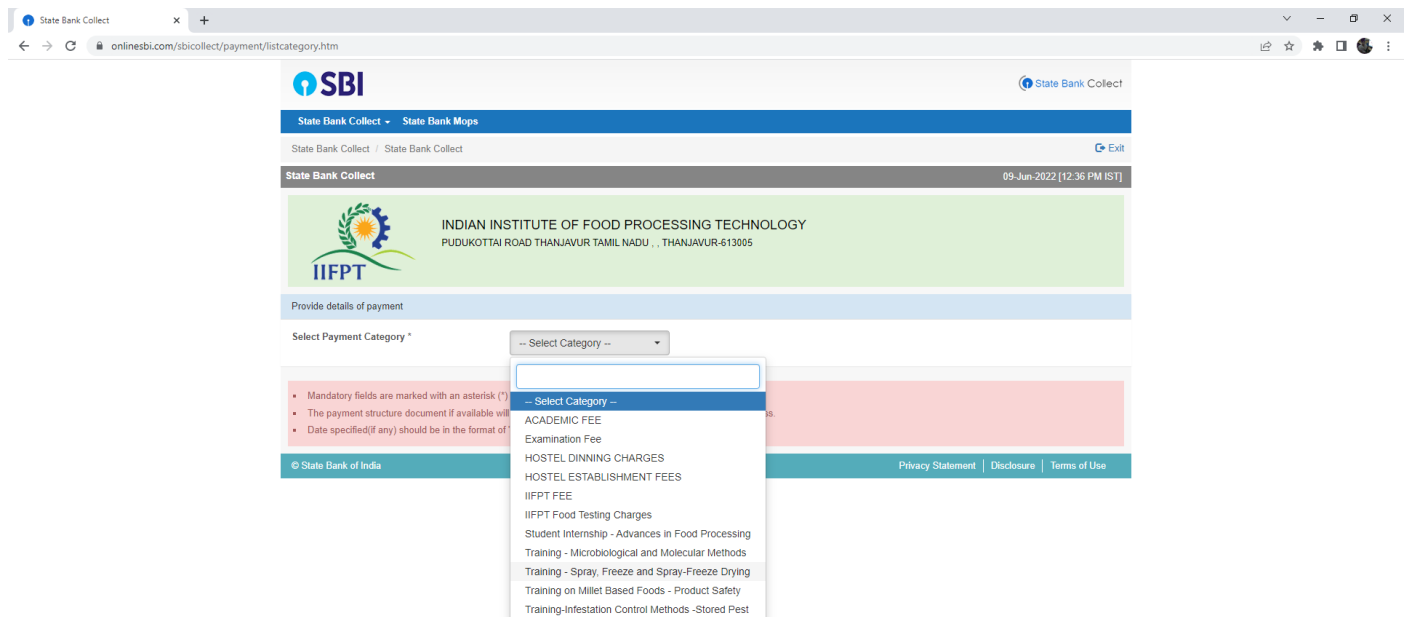 State Bank Collect
onlinesbi.com/sbicollect/payment/listcategory.htm
SBI
State Bank Collect
State Bank Collect State Bank Mops
State Bank Collect / State Bank Collect Exit
State Bank Collect 09-Jun-2022 [12:36 PM IST]
IIFPT
INDIAN INSTITUTE OF FOOD PROCESSING TECHNOLOGY
PUDUKOTTAI ROAD THANJAVUR TAMIL NADU , , THANJAVUR-613005
Provide details of payment
Select Payment Category *
-- Select Category --
Mandatory fields are marked with an asterisk (*)
The payment structure document if available will
Date specified(if any) should be in the format of
-- Select Category --
ACADEMIC FEE
Examination Fee
HOSTEL DINNING CHARGES
HOSTEL ESTABLISHMENT FEES
IIFPT FEE
IIFPT Food Testing Charges
Student Internship - Advances in Food Processing
Training - Microbiological and Molecular Methods
Training - Spray, Freeze and Spray-Freeze Drying
Training on Millet Based Foods - Product Safety
Training-Infestation Control Methods -Stored Pest
© State Bank of India Privacy Statement | Disclosure | Terms of Use